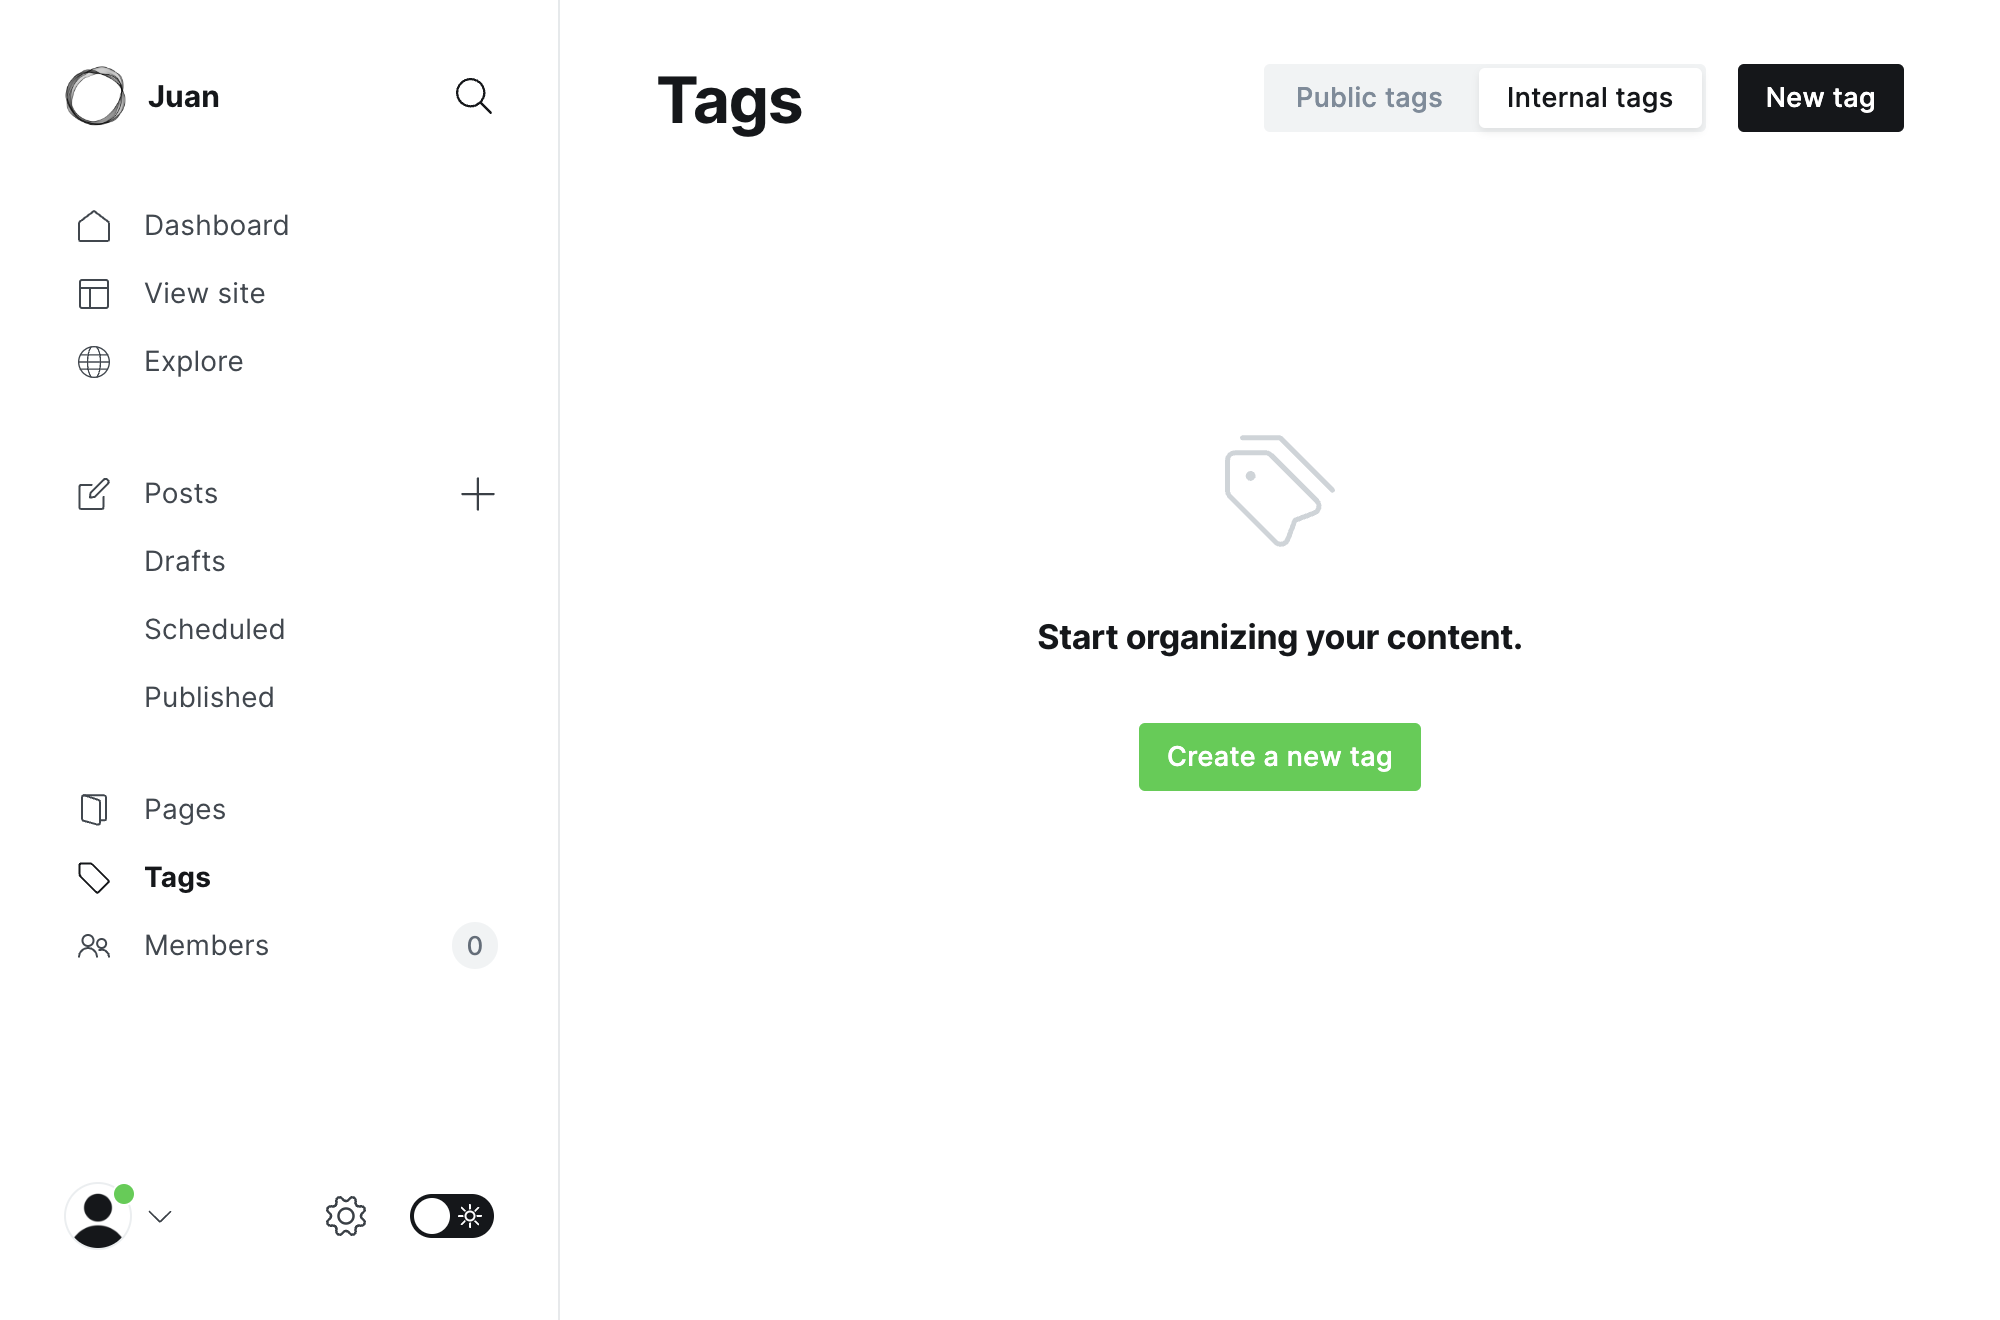 Juan
Dashboard
View site
Explore
Posts
Drafts
Scheduled
Published
Pages
Tags
Members 0
Tags
Public tags Internal tags New tag
Start organizing your content.
Create a new tag